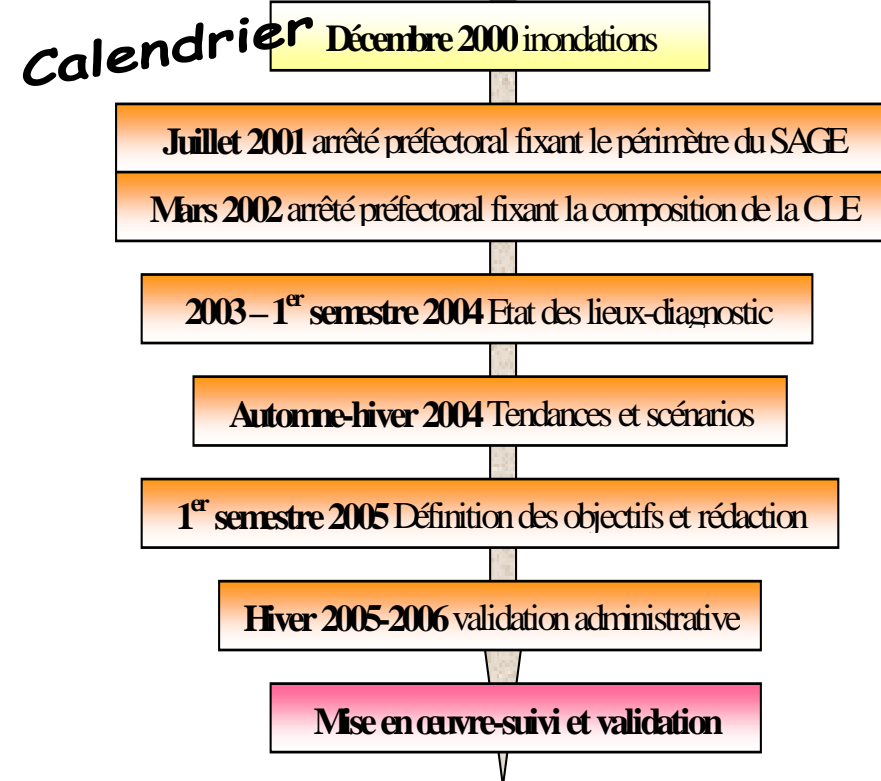 Calendrier
Décembre 2000 inondations
Juillet 2001 arrêté préfectoral fixant le périmètre du SAGE
Mars 2002 arrêté préfectoral fixant la composition de la CLE
2003 – 1er semestre 2004 Etat des lieux-diagnostic
Automne-hiver 2004 Tendances et scénarios
1er semestre 2005 Définition des objectifs et rédaction
Hiver 2005-2006 validation administrative
Mise en œuvre-suivi et validation